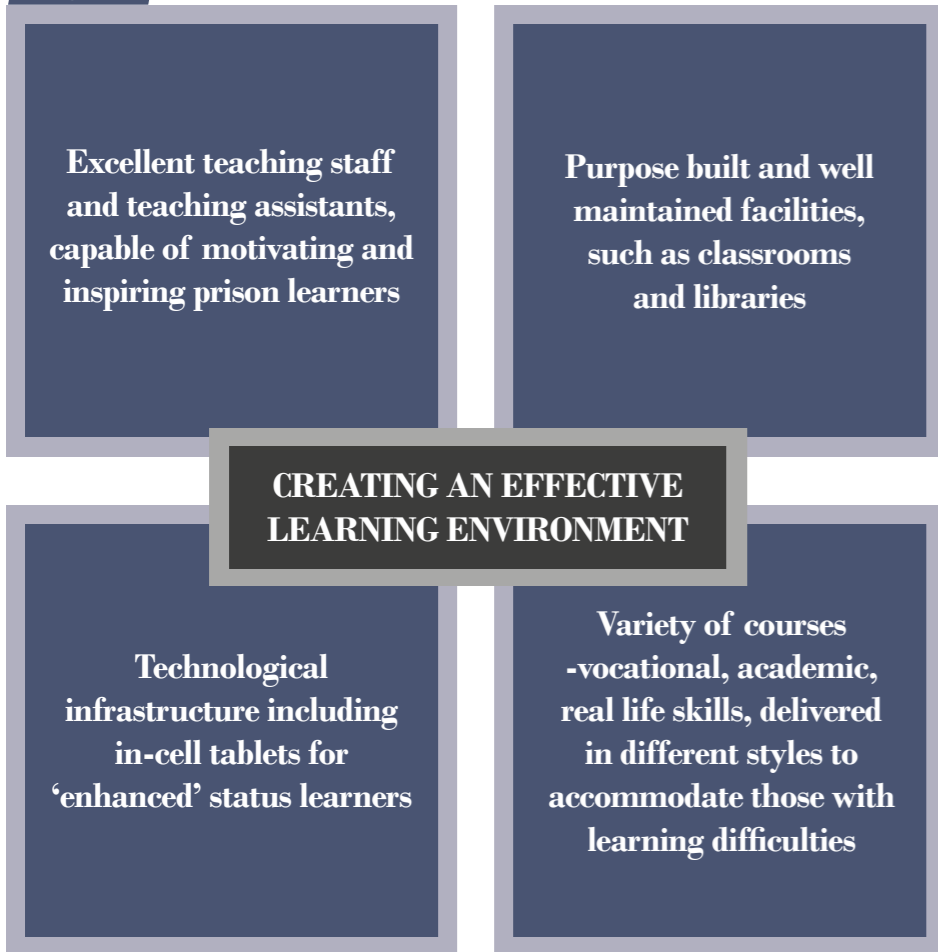 Excellent teaching staff
and teaching assistants,
capable of motivating and
inspiring prison learners
Purpose built and well
maintained facilities,
such as classrooms
and libraries
CREATING AN EFFECTIVE
LEARNING ENVIRONMENT
Technological
infrastructure including
in-cell tablets for
‘enhanced’ status learners
Variety of courses
-vocational, academic,
real life skills, delivered
in different styles to
accommodate those with
learning difficulties